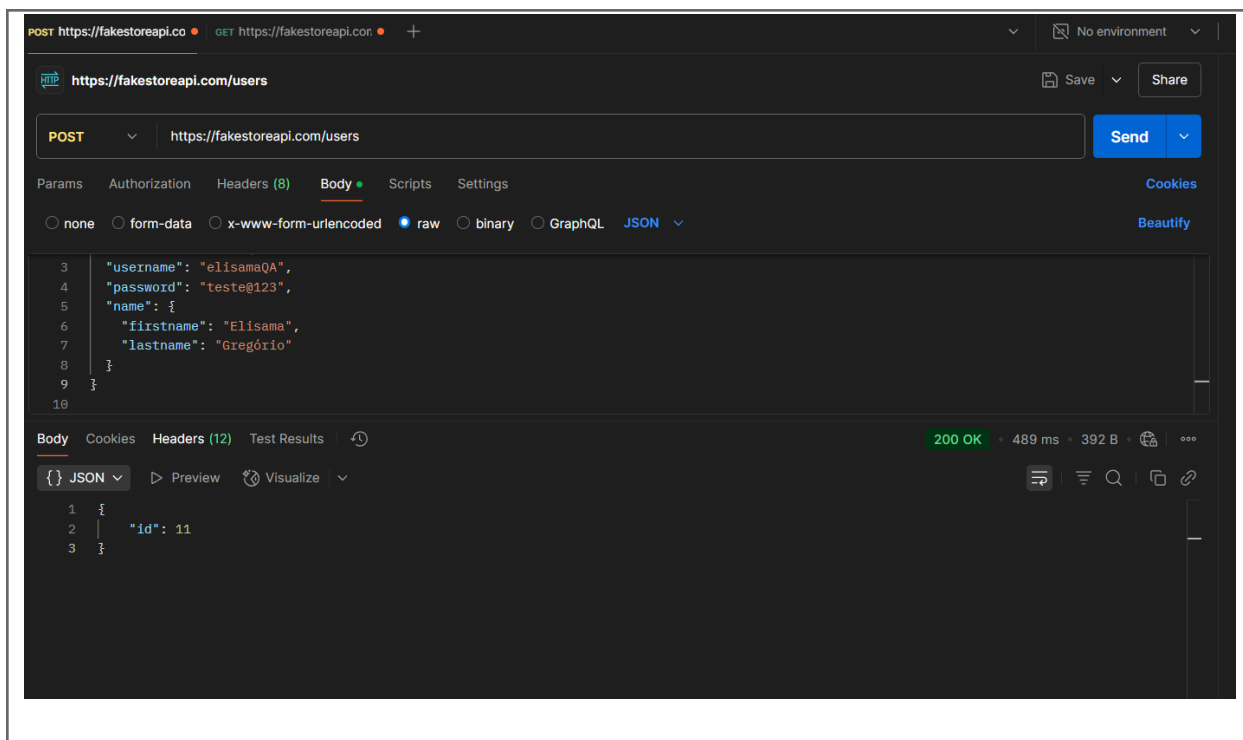 POST https://fakestoreapi.co GET https://fakestoreapi.con + No environment
HTTP https://fakestoreapi.com/users Save Share
POST https://fakestoreapi.com/users Send
Params Authorization Headers (8) Body Scripts Settings Cookies
none form-data x-www-form-urlencoded raw binary GraphQL JSON Beautify
3 "username": "elisamaQA",
4 "password": "teste@123",
5 "name": {
6 "firstname": "Elisama",
7 "lastname": "Gregório"
8 }
9 }
10
Body Cookies Headers (12) Test Results 200 OK 489 ms 392 B
{} JSON Preview Visualize
1 {
2 "id": 11
3 }